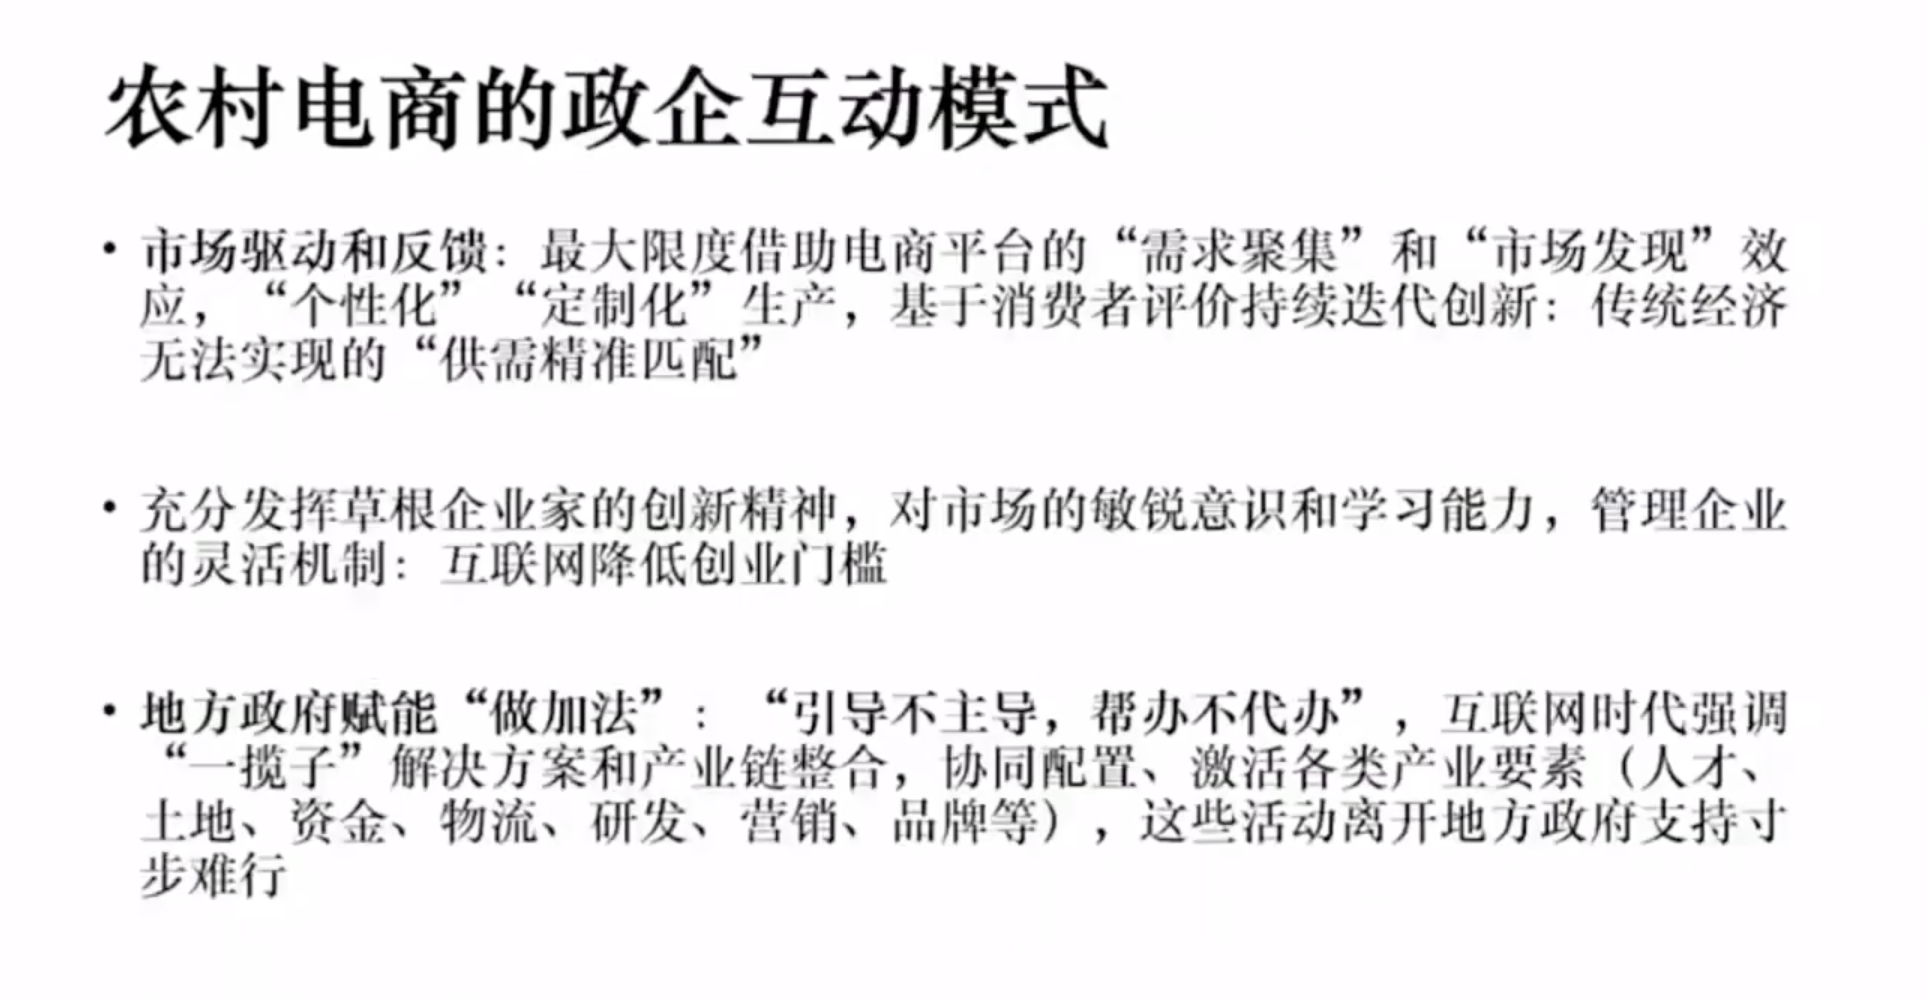 农村电商的政企互动模式
• 市场驱动和反馈：最大限度借助电商平台的“需求聚集”和“市场发现”效
应，“个性化”“定制化”生产，基于消费者评价持续迭代创新：传统经济
无法实现的“供需精准匹配”
• 充分发挥草根企业家的创新精神，对市场的敏锐意识和学习能力，管理企业
的灵活机制：互联网降低创业门槛
• 地方政府赋能“做加法”：“引导不主导，帮办不代办”，互联网时代强调
“一揽子”解决方案和产业链整合，协同配置、激活各类产业要素（人才、
土地、资金、物流、研发、营销、品牌等），这些活动离开地方政府支持寸
步难行